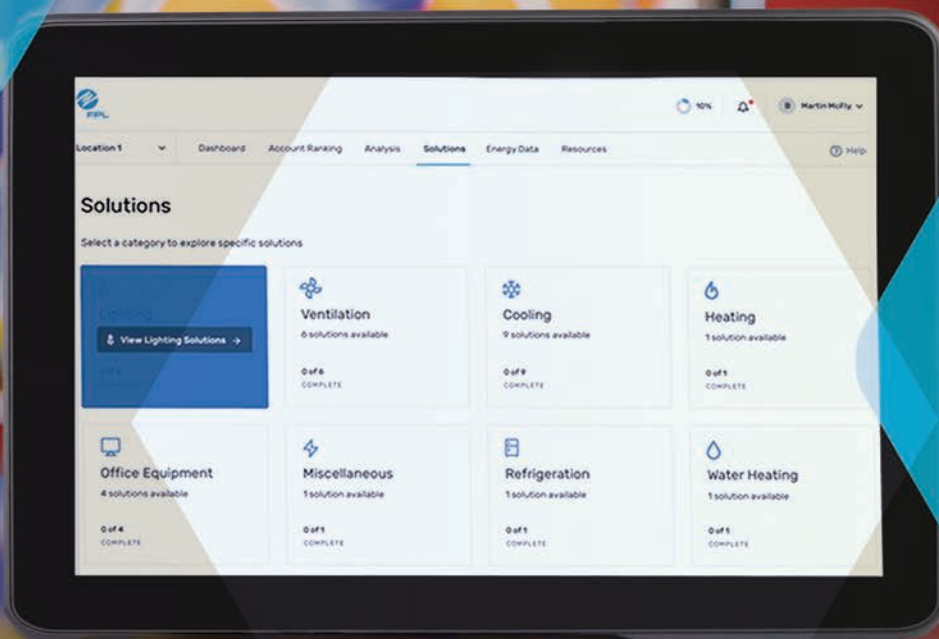 FPL
10%
Martin McFly
Location 1 Dashboard Account Ranking Analysis Solutions Energy Data Resources Help
Solutions
Select a category to explore specific solutions
Lighting
View Lighting Solutions →
Ventilation
6 solutions available
0 of 6
COMPLETE
Cooling
9 solutions available
0 of 9
COMPLETE
Heating
1 solution available
0 of 1
COMPLETE
Office Equipment
4 solutions available
0 of 4
COMPLETE
Miscellaneous
1 solution available
0 of 1
COMPLETE
Refrigeration
1 solution available
0 of 1
COMPLETE
Water Heating
1 solution available
0 of 1
COMPLETE